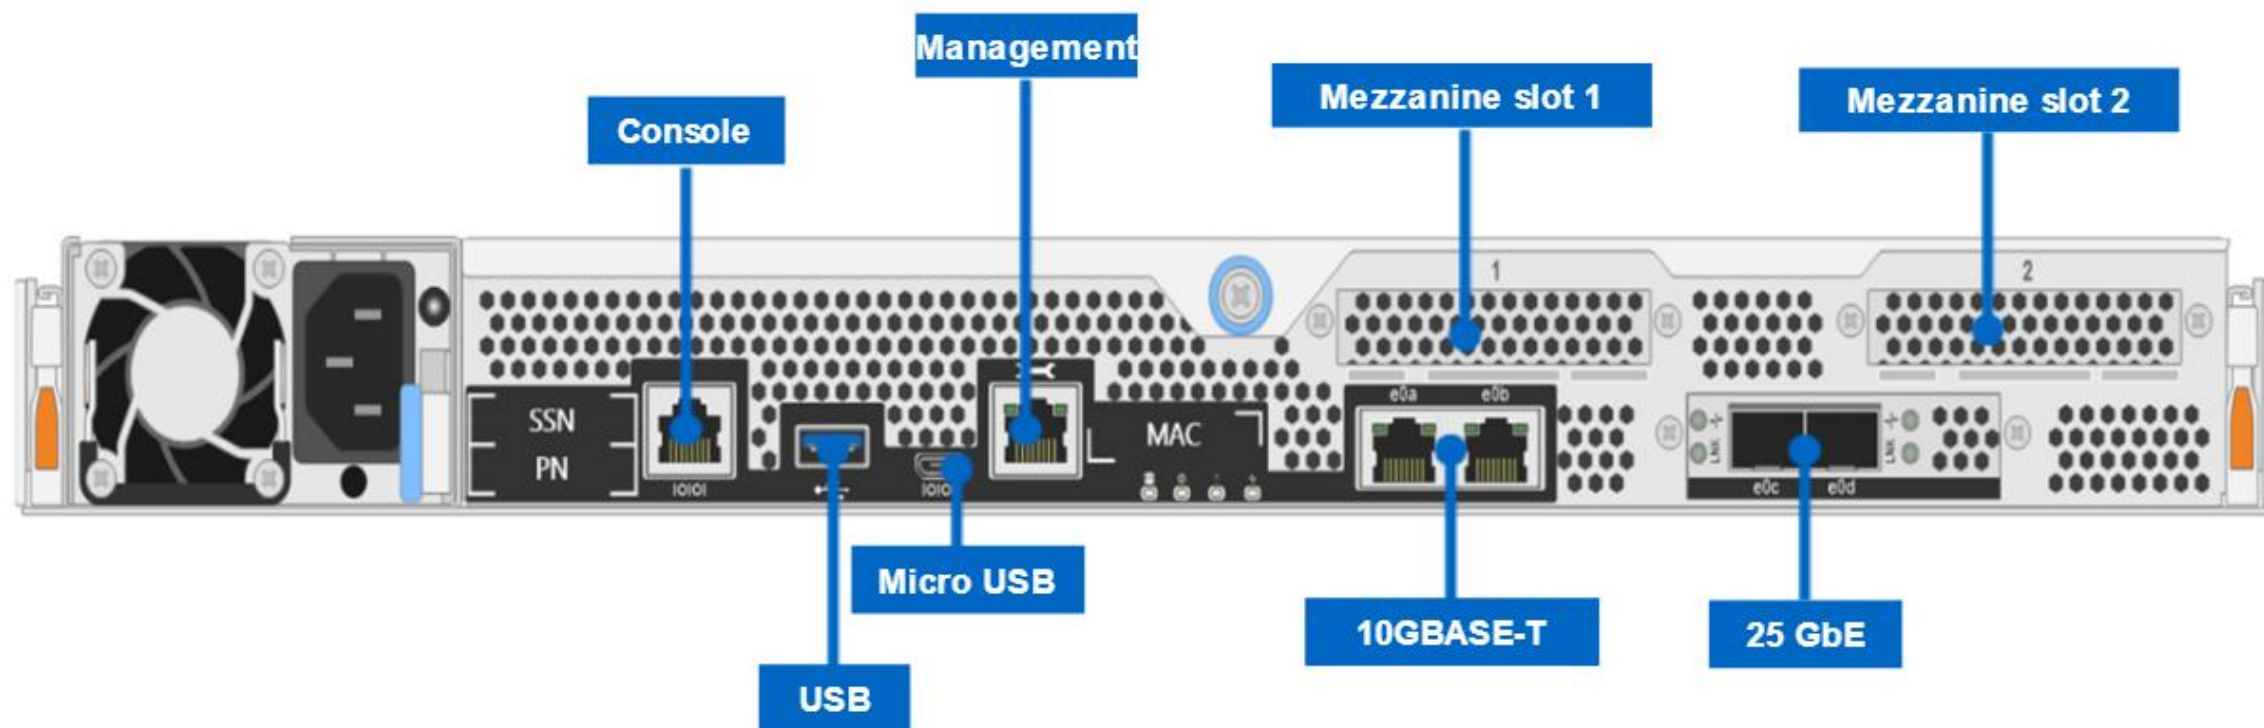 Management
Mezzanine slot 1
Mezzanine slot 2
Console
1
2
SSN
PN
IOIOI
IOIOI
MAC
e0a
e0b
LNK
LNK
e0c
e0d
Micro USB
10GBASE-T
25 GbE
USB